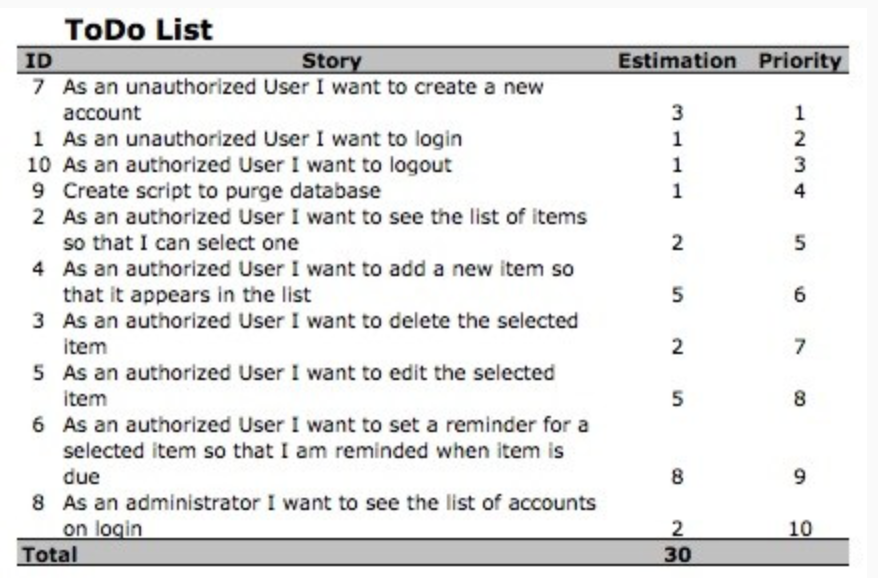 ToDo List
ID Story Estimation Priority
7 As an unauthorized User I want to create a new
account 3 1
1 As an unauthorized User I want to login 1 2
10 As an authorized User I want to logout 1 3
9 Create script to purge database 1 4
2 As an authorized User I want to see the list of items
so that I can select one 2 5
4 As an authorized User I want to add a new item so
that it appears in the list 5 6
3 As an authorized User I want to delete the selected
item 2 7
5 As an authorized User I want to edit the selected
item 5 8
6 As an authorized User I want to set a reminder for a
selected item so that I am reminded when item is
due 8 9
8 As an administrator I want to see the list of accounts
on login 2 10
Total 30